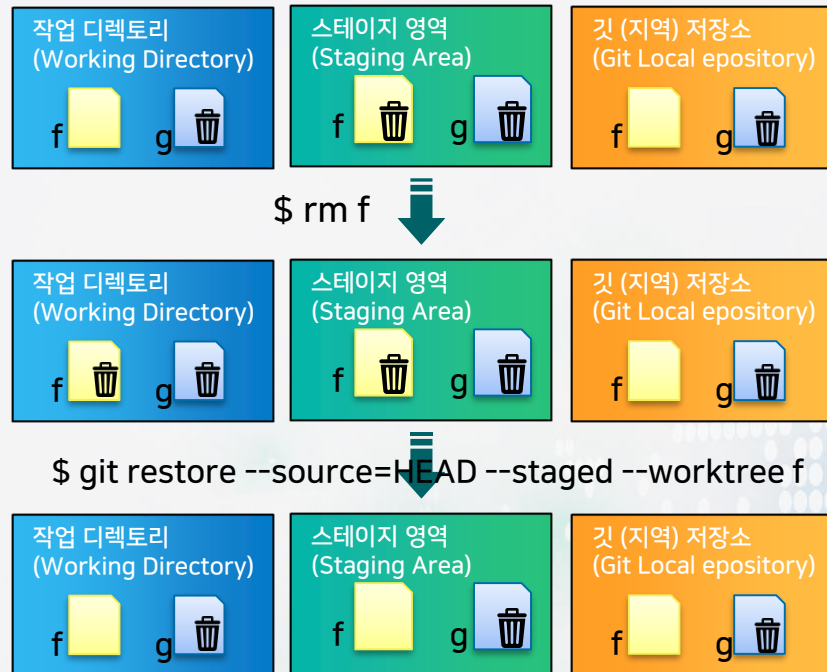 작업 디렉토리
(Working Directory)
f g
스테이지 영역
(Staging Area)
f g
깃 (지역) 저장소
(Git Local epository)
f g
$ rm f
작업 디렉토리
(Working Directory)
f g
스테이지 영역
(Staging Area)
f g
깃 (지역) 저장소
(Git Local epository)
f g
$ git restore --source=HEAD --staged --worktree f
작업 디렉토리
(Working Directory)
f g
스테이지 영역
(Staging Area)
f g
깃 (지역) 저장소
(Git Local epository)
f g